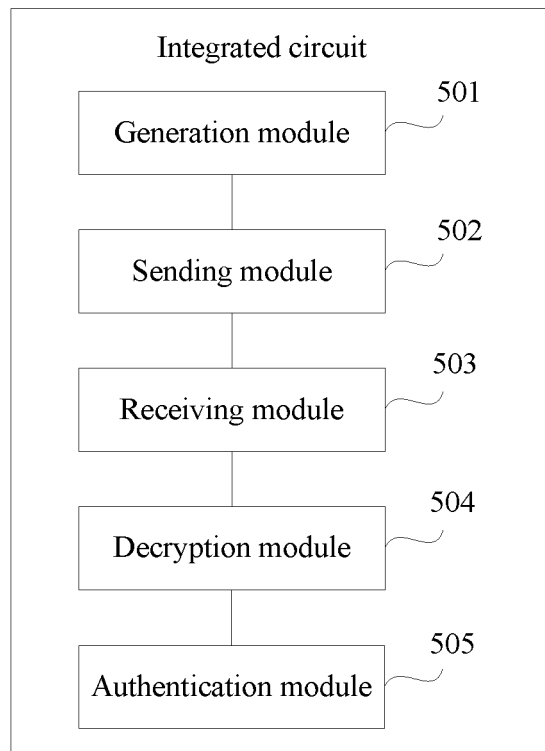 Integrated circuit
501
Generation module
502
Sending module
503
Receiving module
504
Decryption module
505
Authentication module